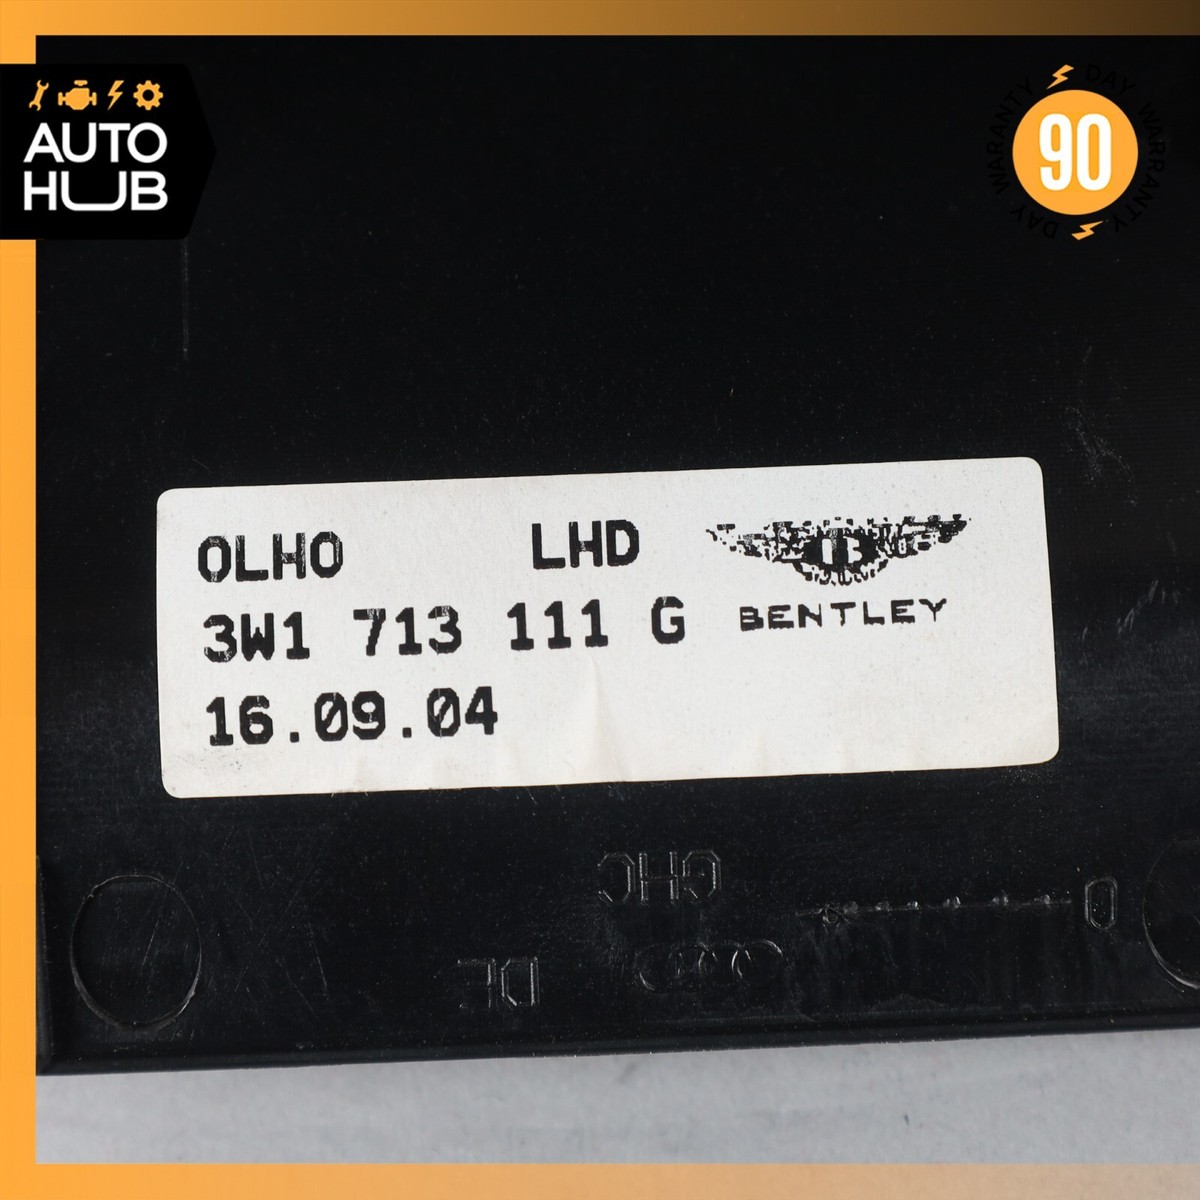 AUTO
HUB
90
DAY WARRANTY
DAY WARRANTY
OLHO LHD
3W1 713 111 G
16.09.04
BENTLEY